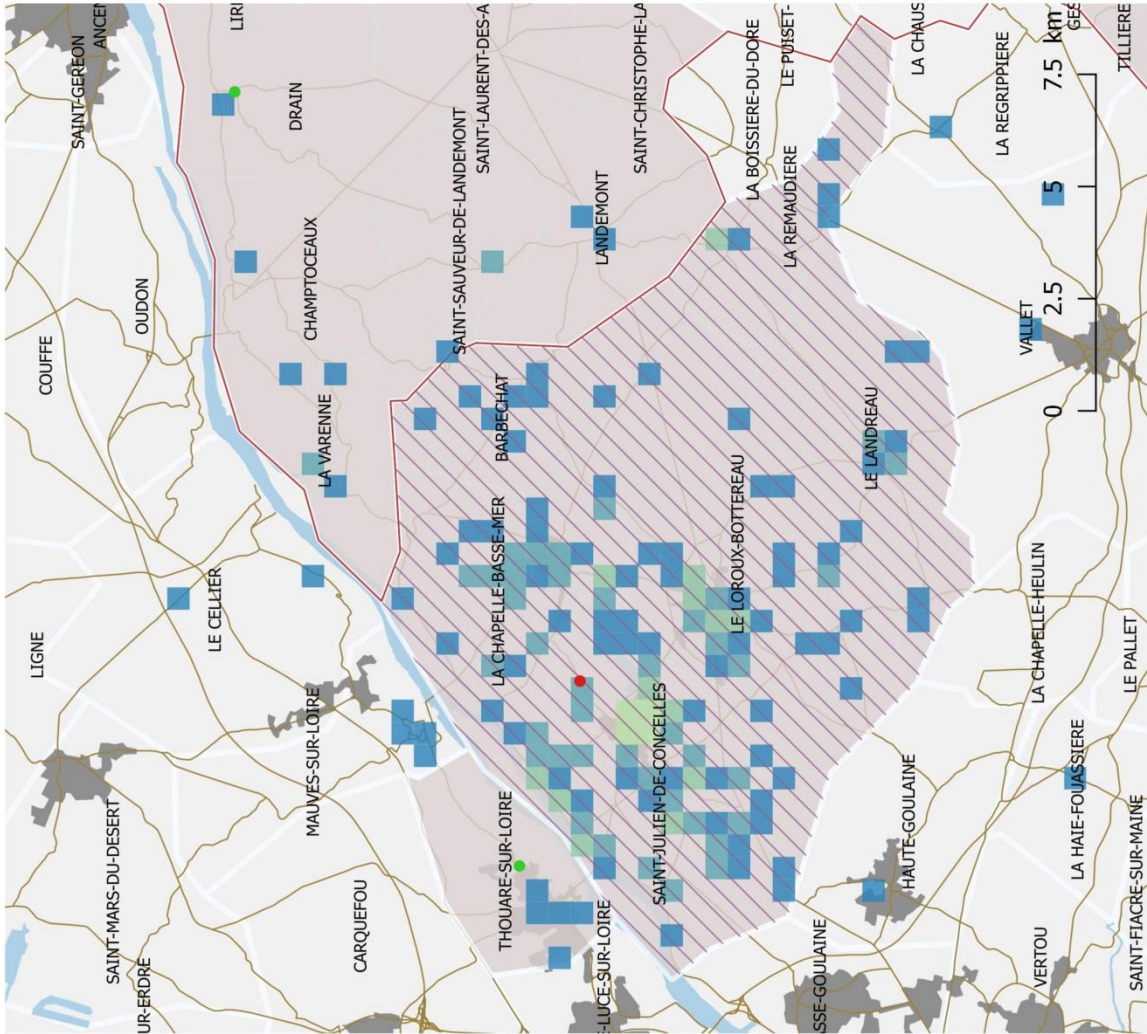 LIGNE
COUFFE
SAINT-GEREON
ANCEN
SAINT-MARS-DU-DESERT
OUDON
UR-ERDRE
LE CELLIER
LIR
DRAIN
MAUVES-SUR-LOIRE
CHAMPTOCEAUX
LA VARENNE
CARQUEFOU
SAINT-SAUVEUR-DE-LANDEMONT
SAINT-LAURENT-DES-A
LA CHAPELLE-BASSE-MER
BARBECHAT
THOUARE-SUR-LOIRE
LANDEMONT
-LUCE-SUR-LOIRE
SAINT-CHRISTOPHE-LA
SAINT-JULIEN-DE-CONCELLES
LE LOROUX-BOTTEREAU
LA BOISSIERE-DU-DORE
LE PUISET-
LA REMAUDIERE
SSE-GOULAINE
LE LANDREAU
HAUTE-GOULAINE
LA CHAUS
LA REGRIPPIERE
VALLET
LA CHAPELLE-HEULIN
VERTOU
0 2.5 5 7.5 km
GES
LA HAIE-FOUASSIERE
TILLIERE
LE PALLET
SAINT-FIACRE-SUR-MAINE